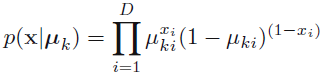 p(x|μ_k) = ∏_{i=1}^{D} μ_{ki}^{x_i}(1 − μ_{ki})^{(1−x_i)}